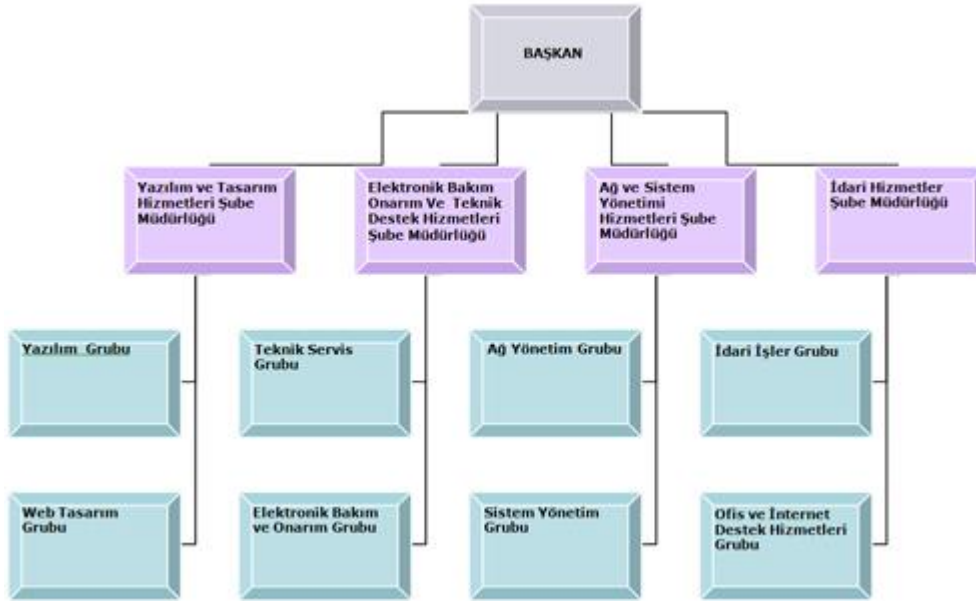 BAŞKAN
Yazılım ve Tasarım
Hizmetleri Şube
Müdürlüğü
Elektronik Bakım
Onarım Ve Teknik
Destek Hizmetleri
Şube Müdürlüğü
Ağ ve Sistem
Yönetimi
Hizmetleri Şube
Müdürlüğü
İdari Hizmetler
Şube Müdürlüğü
Yazılım Grubu
Teknik Servis
Grubu
Ağ Yönetim Grubu
İdari İşler Grubu
Web Tasarım
Grubu
Elektronik Bakım
ve Onarım Grubu
Sistem Yönetim
Grubu
Ofis ve İnternet
Destek Hizmetleri
Grubu